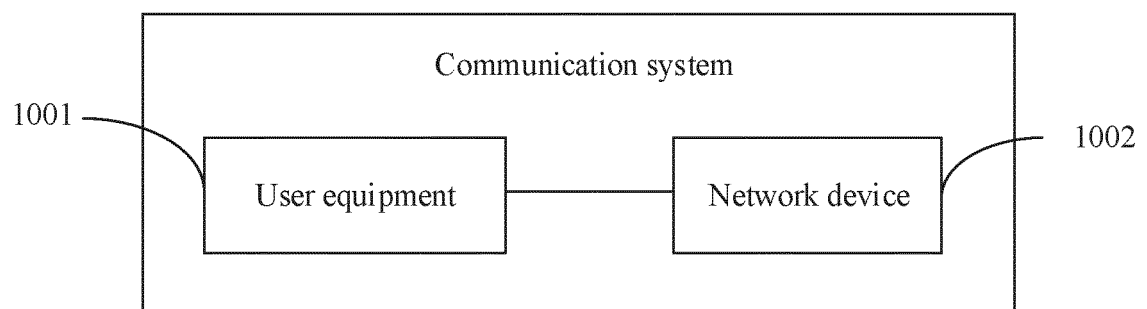 Communication system
1001
1002
User equipment
Network device